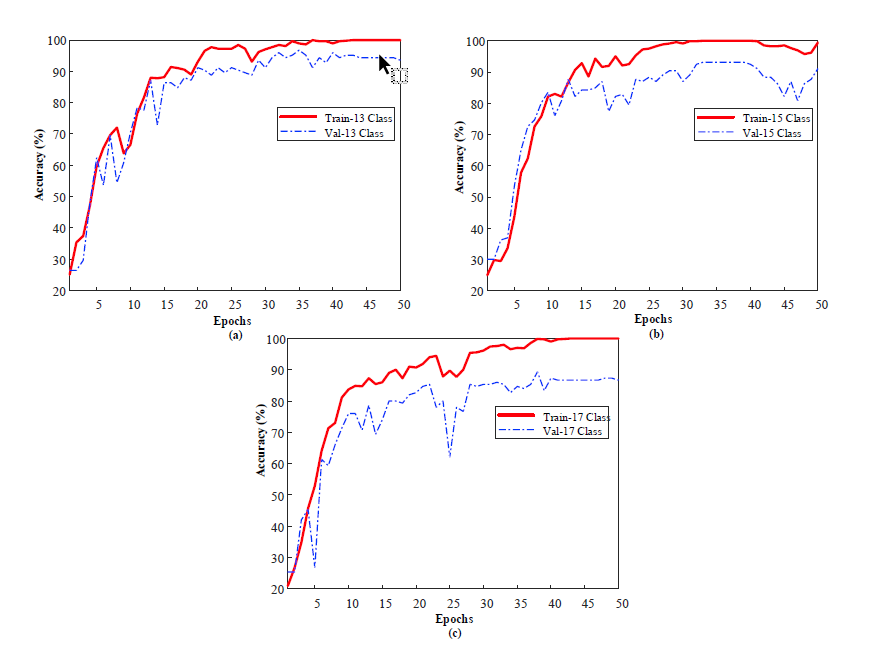 100
90
80
70
60
50
40
30
20
Accuracy (%)
Train-13 Class
Val-13 Class
5 10 15 20 25 30 35 40 45 50
Epochs
(a)
100
90
80
70
60
50
40
30
20
Accuracy (%)
Train-15 Class
Val-15 Class
5 10 15 20 25 30 35 40 45 50
Epochs
(b)
100
90
80
70
60
50
40
30
20
Accuracy (%)
Train-17 Class
Val-17 Class
5 10 15 20 25 30 35 40 45 50
Epochs
(c)